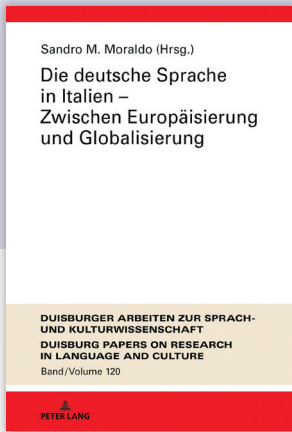 Sandro M. Moraldo (Hrsg.)
Die deutsche Sprache
in Italien –
Zwischen Europäisierung
und Globalisierung
DUISBURGER ARBEITEN ZUR SPRACH-
UND KULTURWISSENSCHAFT
DUISBURG PAPERS ON RESEARCH
IN LANGUAGE AND CULTURE
Band/Volume 120
PETER LANG